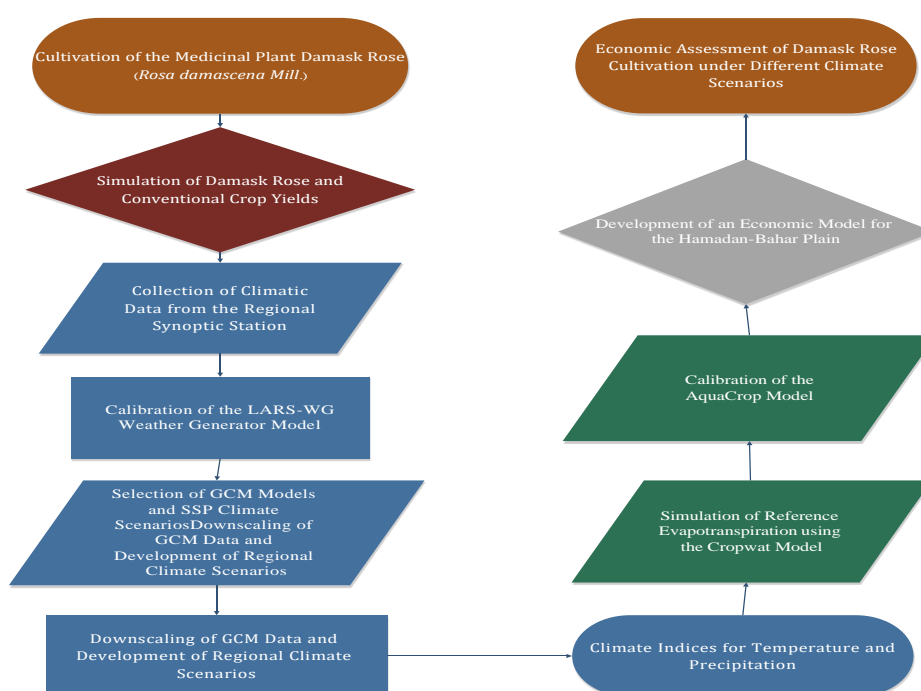 Cultivation of the Medicinal Plant Damask Rose
(Rosa damascena Mill.)
Simulation of Damask Rose and
Conventional Crop Yields
Collection of Climatic
Data from the Regional
Synoptic Station
Calibration of the LARS-WG
Weather Generator Model
Selection of GCM Models
and SSP Climate
ScenariosDownscaling of
GCM Data and
Development of Regional
Climate Scenarios
Downscaling of GCM Data and
Development of Regional Climate
Scenarios
Climate Indices for Temperature and
Precipitation
Simulation of Reference
Evapotranspiration using
the Cropwat Model
Calibration of the
AquaCrop Model
Development of an Economic Model for
the Hamadan-Bahar Plain
Economic Assessment of Damask Rose
Cultivation under Different Climate
Scenarios